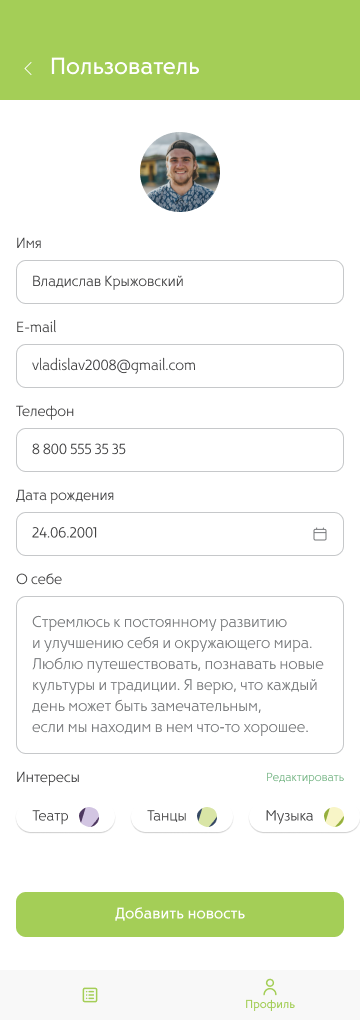 Пользователь
Имя
Владислав Крыжовский
E-mail
vladislav2008@gmail.com
Телефон
8 800 555 35 35
Дата рождения
24.06.2001
О себе
Стремлюсь к постоянному развитию
и улучшению себя и окружающего мира.
Люблю путешествовать, познавать новые
культуры и традиции. Я верю, что каждый
день может быть замечательным,
если мы находим в нем что-то хорошее.
Интересы Редактировать
Театр Танцы Музыка
Добавить новость
Профиль